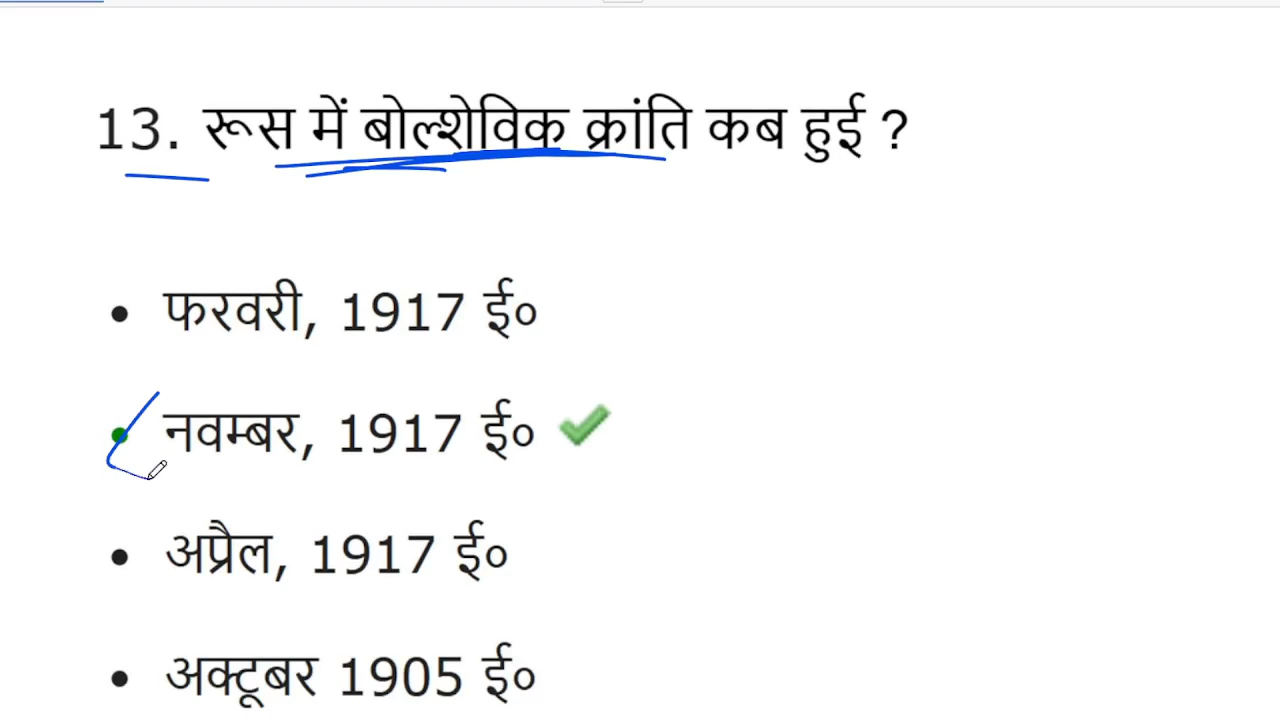 13. रूस में बोल्शेविक क्रांति कब हुई ?
• फरवरी, 1917 ई०
• नवम्बर, 1917 ई०
• अप्रैल, 1917 ई०
• अक्टूबर 1905 ई०